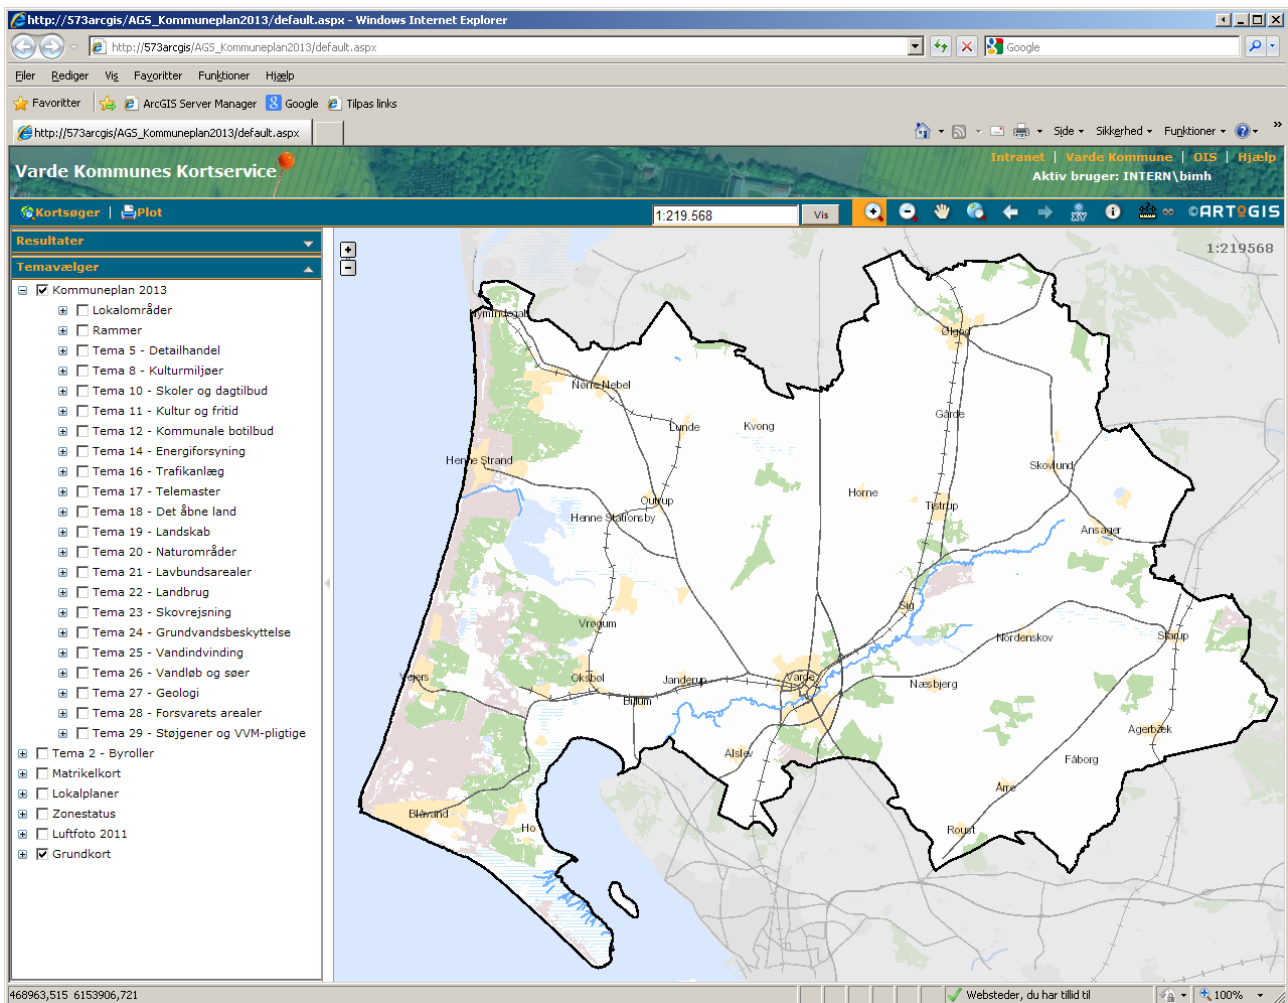 http://573arcgis/AGS_Kommuneplan2013/default.aspx - Windows Internet Explorer
http://573arcgis/AGS_Kommuneplan2013/default.aspx
Google
Filer Rediger Vis Favoritter Funktioner Hjælp
Favoritter ArcGIS Server Manager Google Tilpas links
http://573arcgis/AGS_Kommuneplan2013/default.aspx
Side Sikkerhed Funktioner »
Varde Kommunes Kortservice
Intranet | Varde Kommune | OIS | Hjælp
Aktiv bruger: INTERN\bimh
Kortsøger | Plot
1:219.568 Vis
©ARTOGIS
Resultater
Temavælger
Kommuneplan 2013
Lokalområder
Rammer
Tema 5 - Detailhandel
Tema 8 - Kulturmiljøer
Tema 10 - Skoler og dagtilbud
Tema 11 - Kultur og fritid
Tema 12 - Kommunale botilbud
Tema 14 - Energiforsyning
Tema 16 - Trafikanlæg
Tema 17 - Telemaster
Tema 18 - Det åbne land
Tema 19 - Landskab
Tema 20 - Naturområder
Tema 21 - Lavbundsarealer
Tema 22 - Landbrug
Tema 23 - Skovrejsning
Tema 24 - Grundvandsbeskyttelse
Tema 25 - Vandindvinding
Tema 26 - Vandløb og søer
Tema 27 - Geologi
Tema 28 - Forsvarets arealer
Tema 29 - Støjgener og VVM-pligtige
Tema 2 - Byroller
Matrikelkort
Lokalplaner
Zonestatus
Luftfoto 2011
Grundkort
1:219568
Nymindegab
Ølgod
Nørre Nebel
Gårde
Lunde
Kvong
Henne Strand
Skovlund
Horne
Outrup
Tistrup
Henne Stationsby
Ansager
Sig
Vrøgum
Nordenskov
Starup
Vejers
Oksbøl
Janderup
Varde
Næsbjerg
Billum
Agerbæk
Alslev
Fåborg
Årre
Blåvand
Ho
Roust
468963,515 6153906,721
Websteder, du har tillid til
100%